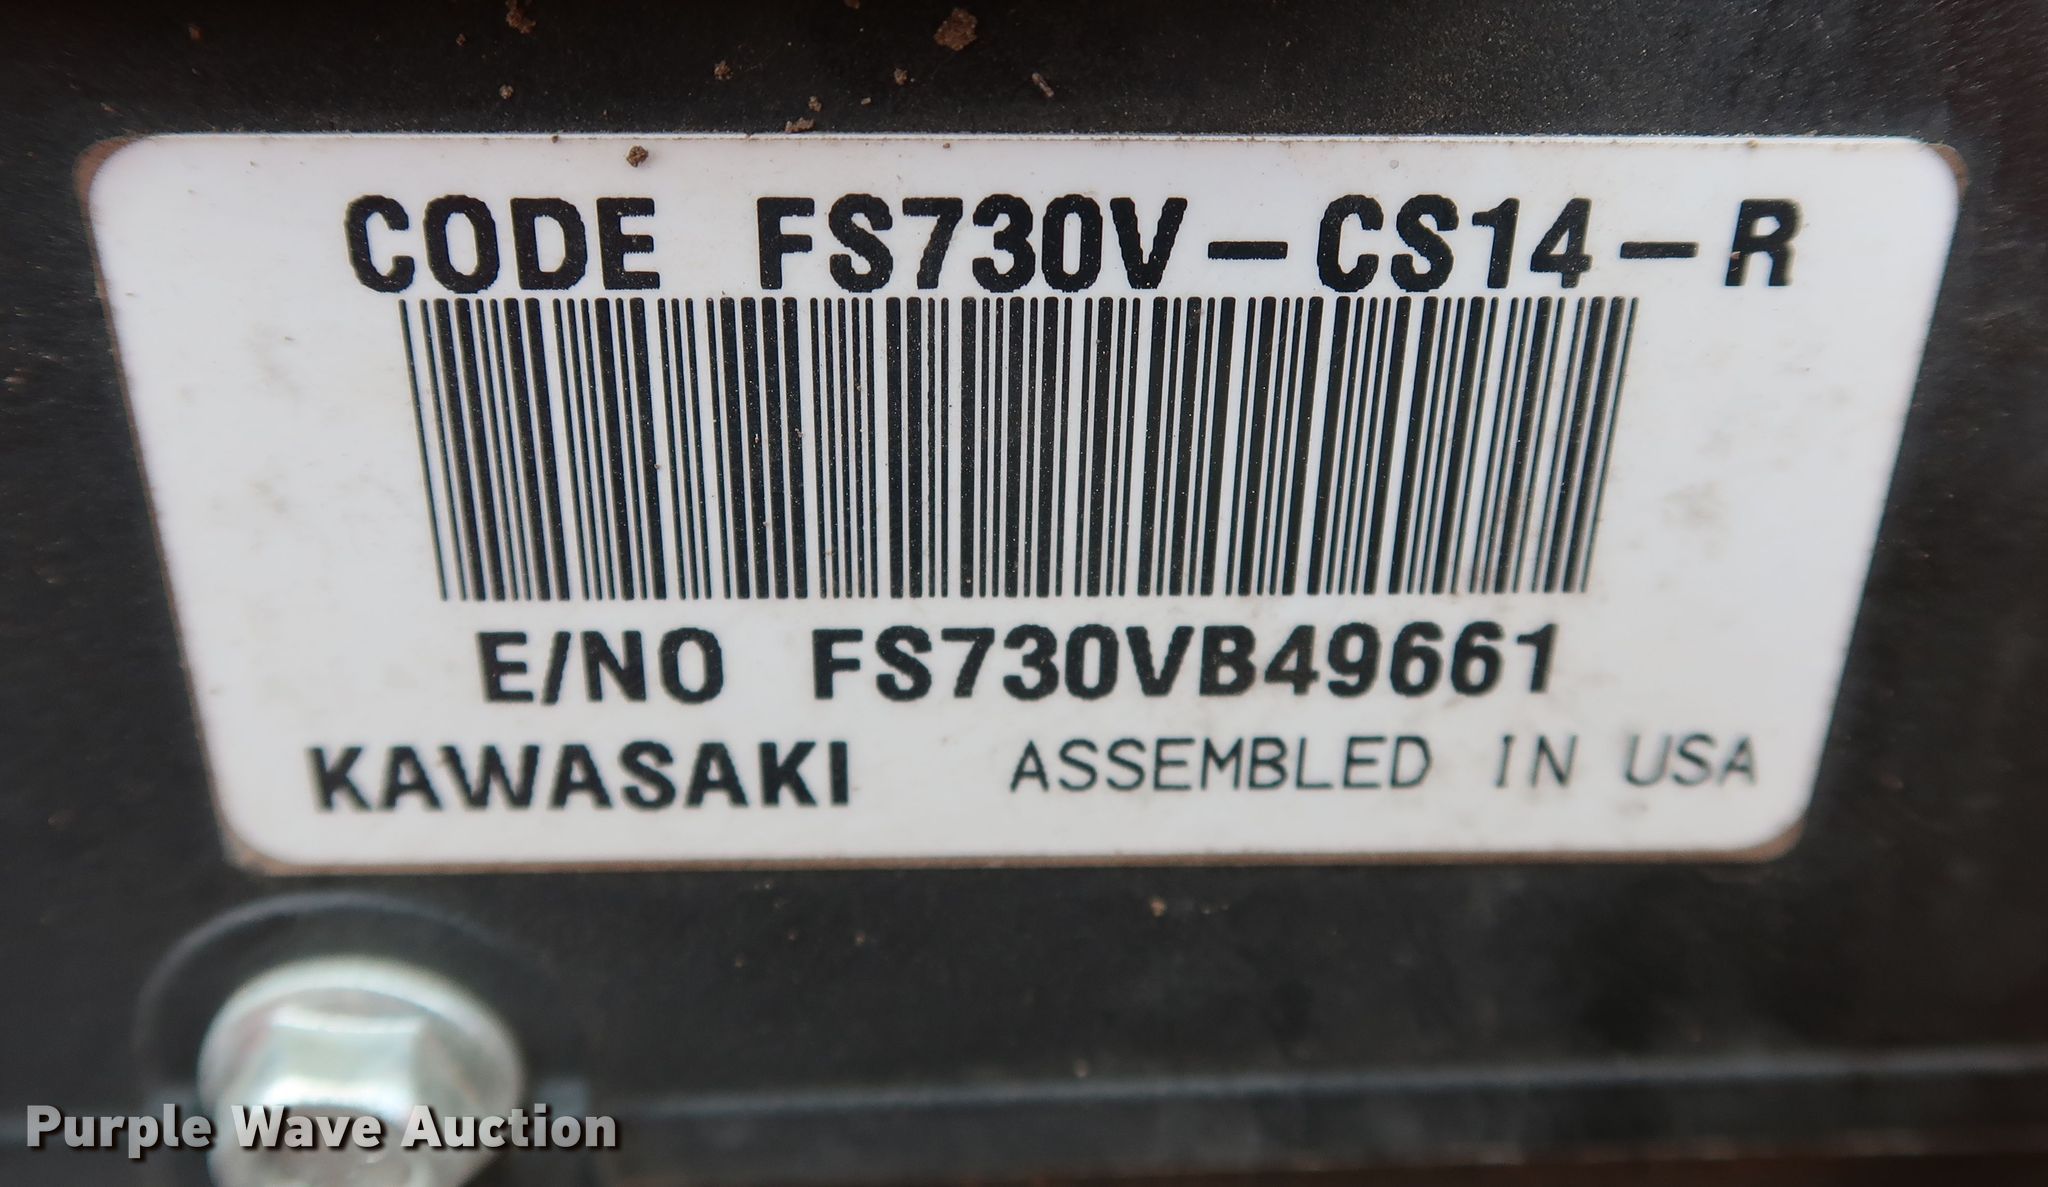 CODE FS730V-CS14-R
E/NO FS730VB49661
KAWASAKI ASSEMBLED IN USA
Purple Wave Auction